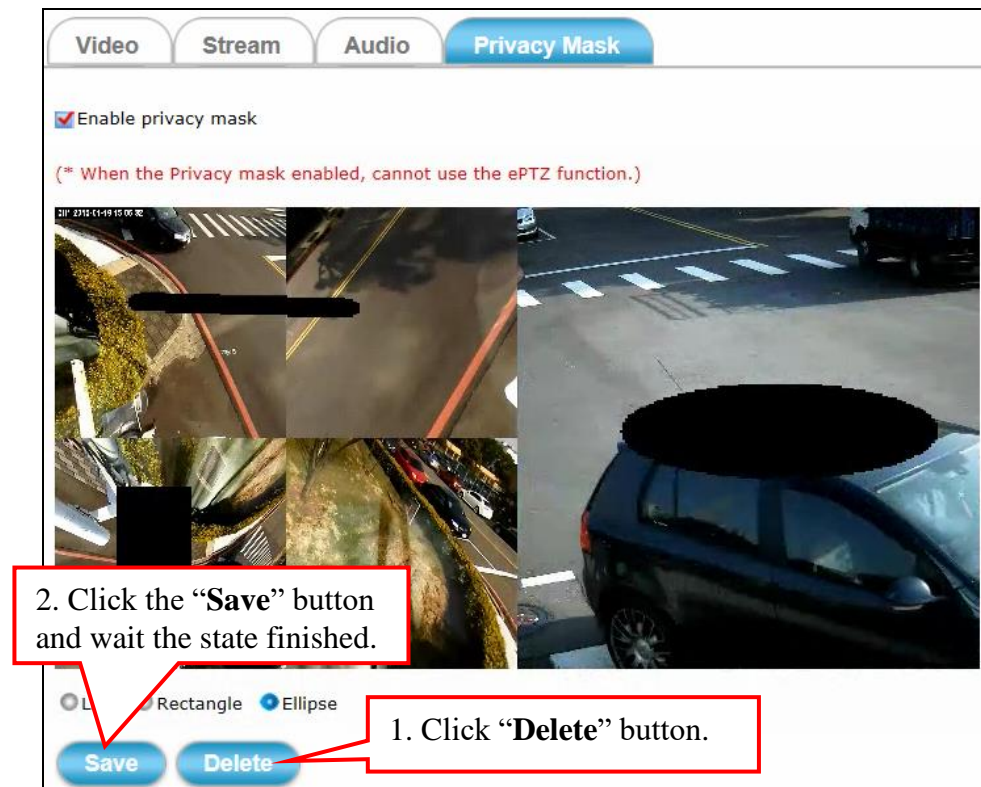 Video Stream Audio Privacy Mask
Enable privacy mask
(* When the Privacy mask enabled, cannot use the ePTZ function.)
2. Click the “Save” button
and wait the state finished.
Rectangle Ellipse
1. Click “Delete” button.
Save Delete